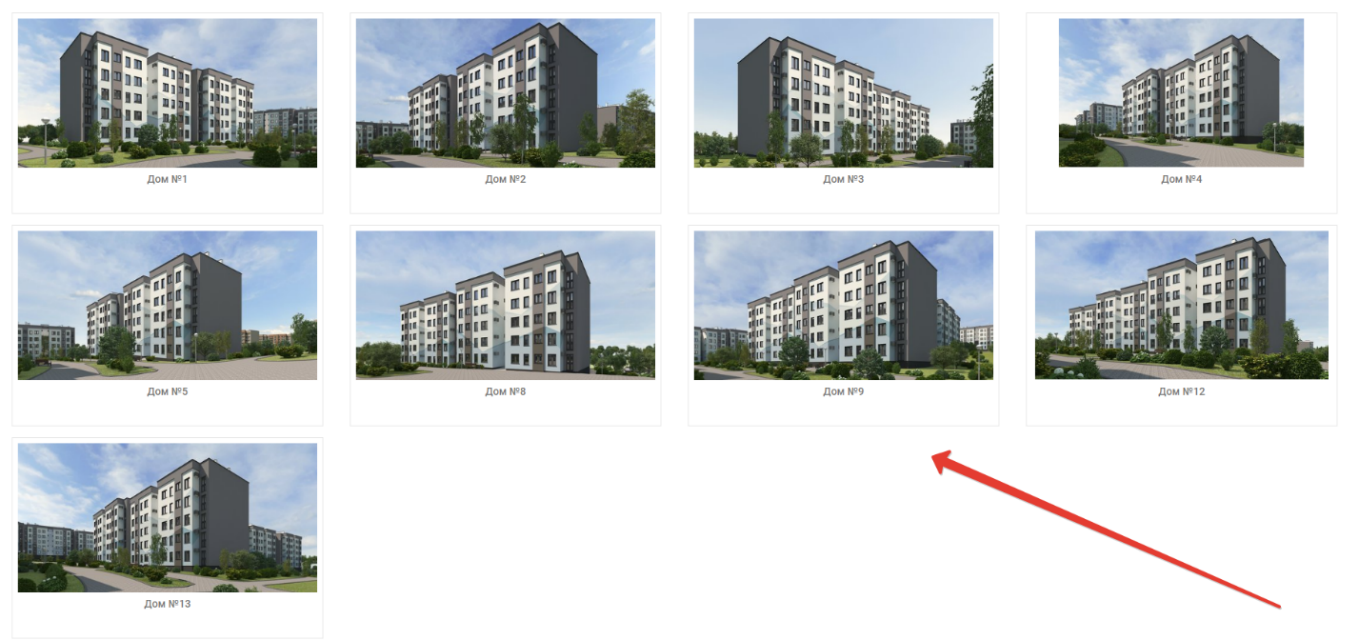 Дом №1
Дом №2
Дом №3
Дом №4
Дом №5
Дом №8
Дом №9
Дом №12
Дом №13